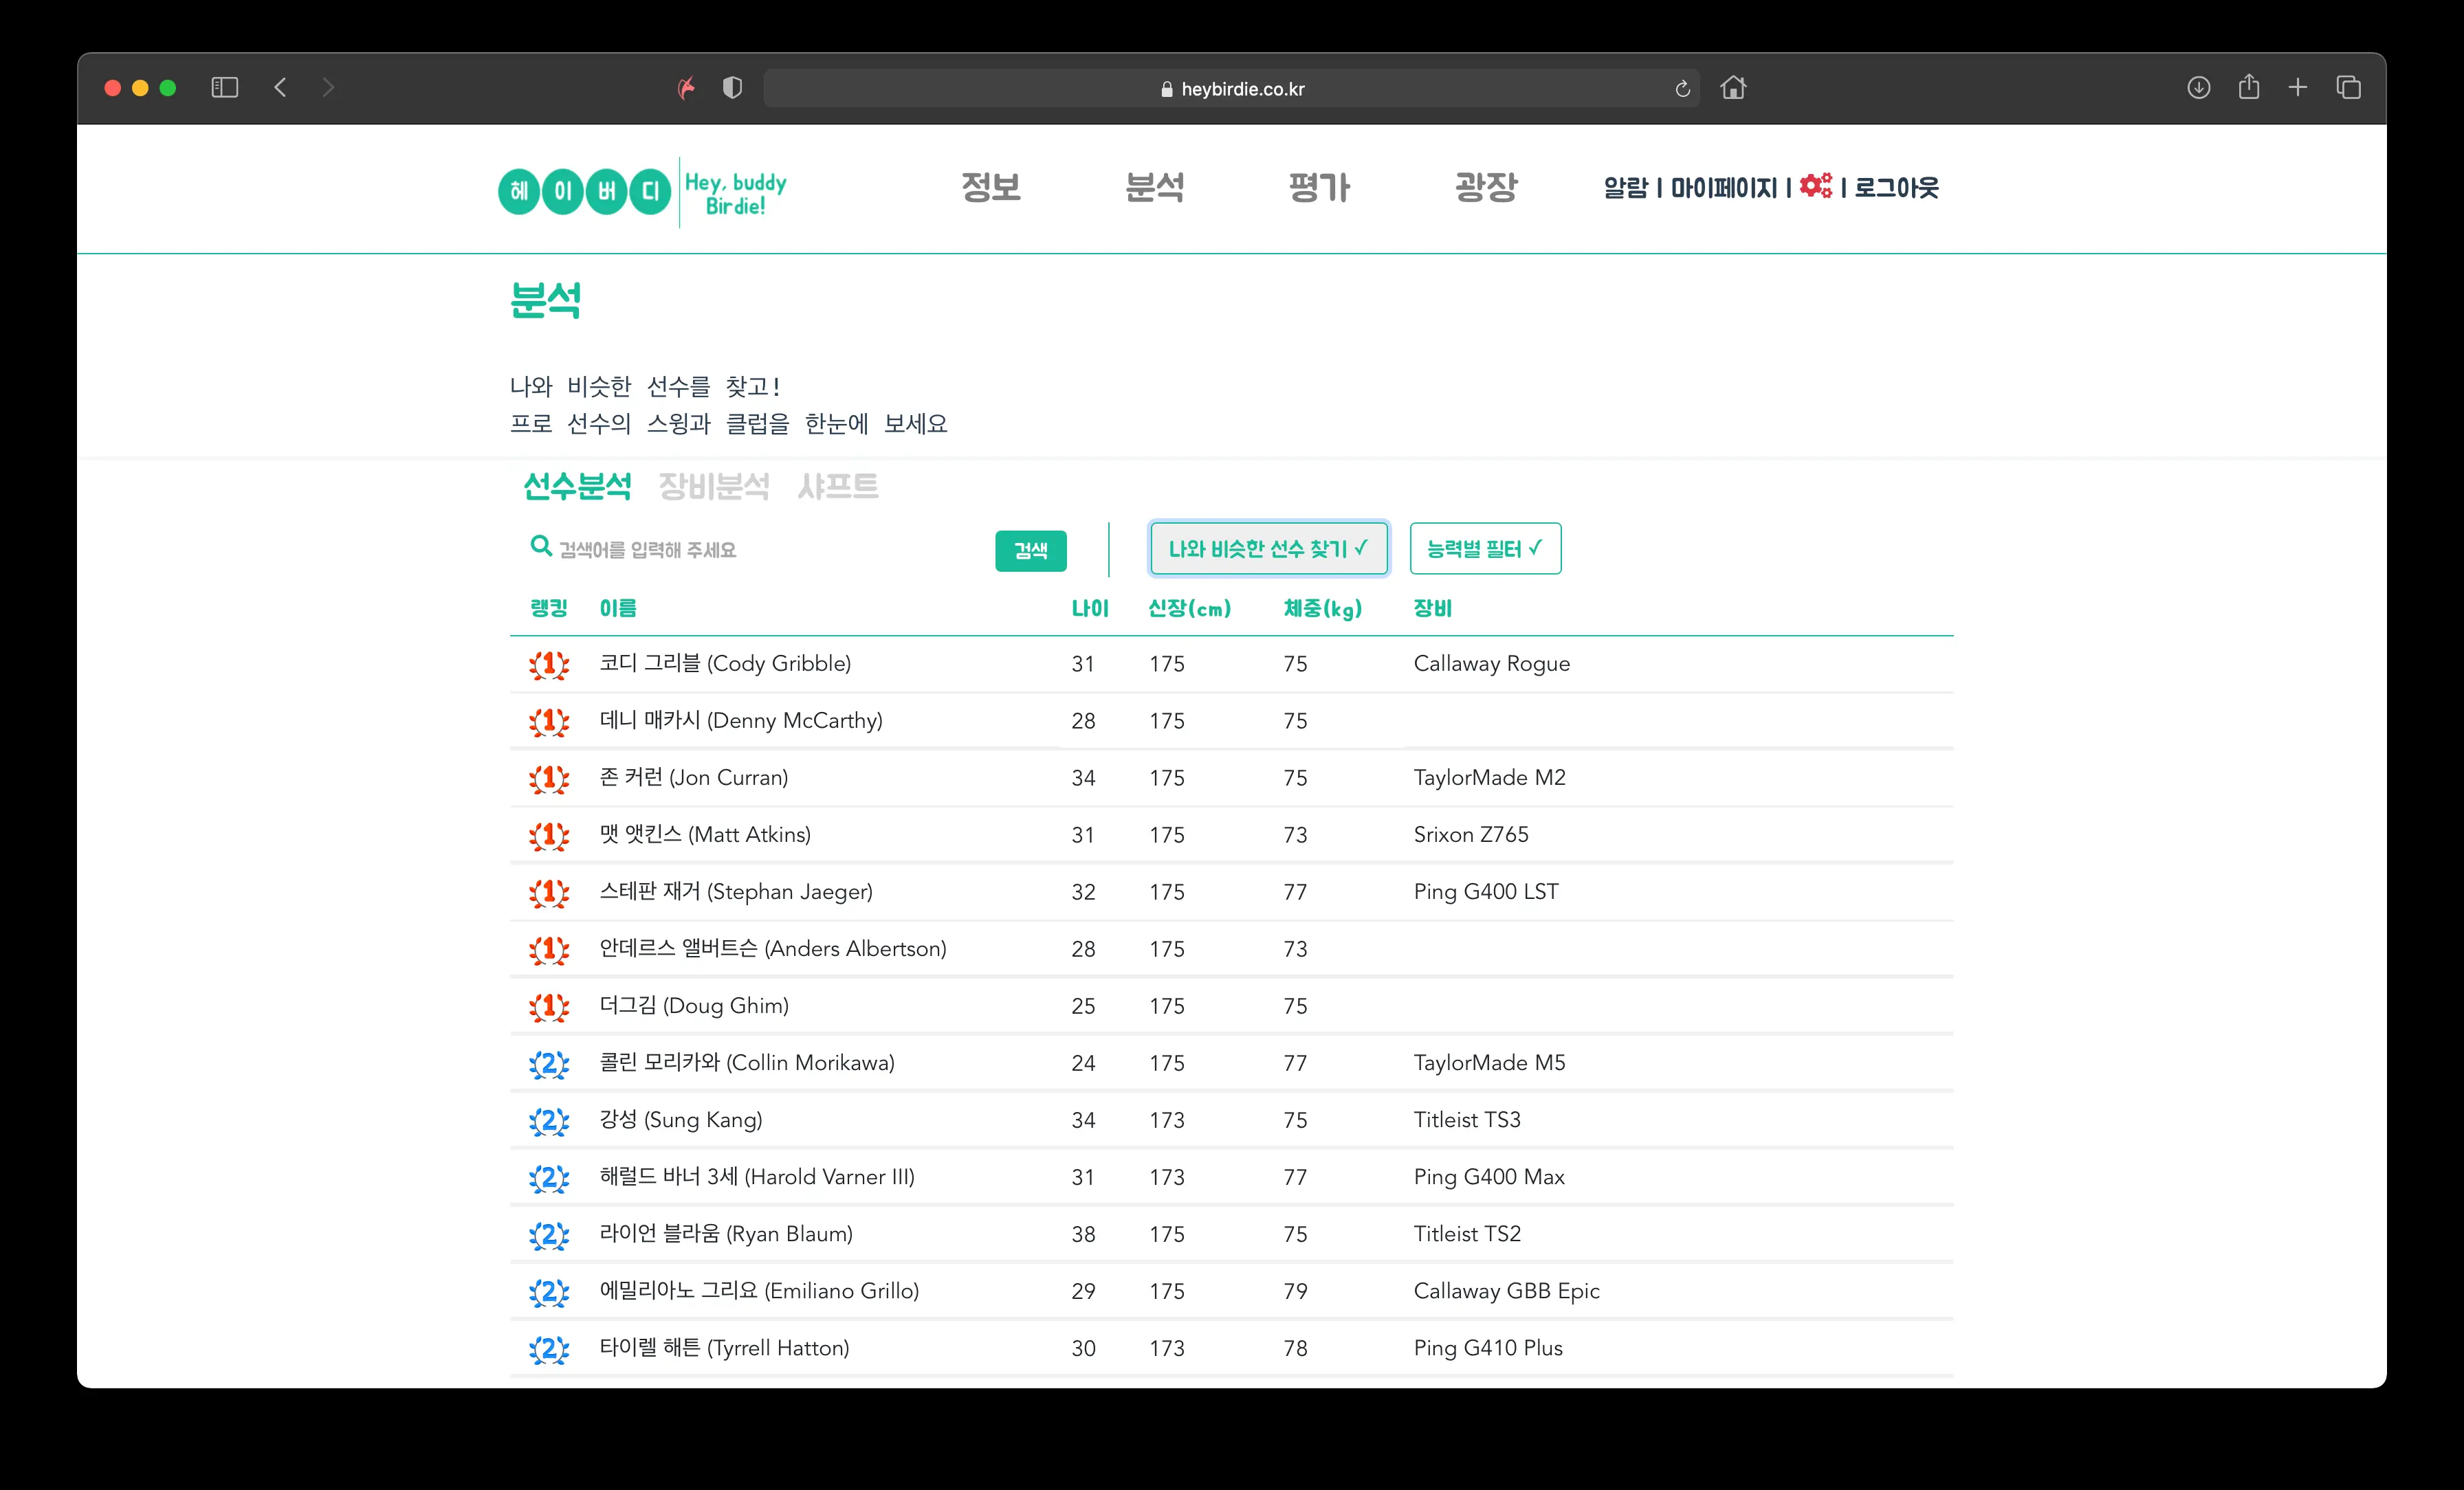 heybirdie.co.kr
헤이버디 Hey, buddy
Birdie!
정보 분석 평가 광장 알람 | 마이페이지 | | 로그아웃
분석
나와 비슷한 선수를 찾고!
프로 선수의 스윙과 클럽을 한눈에 보세요
선수분석 장비분석 샤프트
검색어를 입력해 주세요 검색 나와 비슷한 선수 찾기 ✓ 능력별 필터 ✓
랭킹 이름 나이 신장(cm) 체중(kg) 장비
1 코디 그리블 (Cody Gribble) 31 175 75 Callaway Rogue
1 데니 매카시 (Denny McCarthy) 28 175 75
1 존 커런 (Jon Curran) 34 175 75 TaylorMade M2
1 맷 앳킨스 (Matt Atkins) 31 175 73 Srixon Z765
1 스테판 재거 (Stephan Jaeger) 32 175 77 Ping G400 LST
1 안데르스 앨버트슨 (Anders Albertson) 28 175 73
1 더그김 (Doug Ghim) 25 175 75
2 콜린 모리카와 (Collin Morikawa) 24 175 77 TaylorMade M5
2 강성 (Sung Kang) 34 173 75 Titleist TS3
2 해럴드 바너 3세 (Harold Varner III) 31 173 77 Ping G400 Max
2 라이언 블라움 (Ryan Blaum) 38 175 75 Titleist TS2
2 에밀리아노 그리요 (Emiliano Grillo) 29 175 79 Callaway GBB Epic
2 타이렐 해튼 (Tyrrell Hatton) 30 173 78 Ping G410 Plus